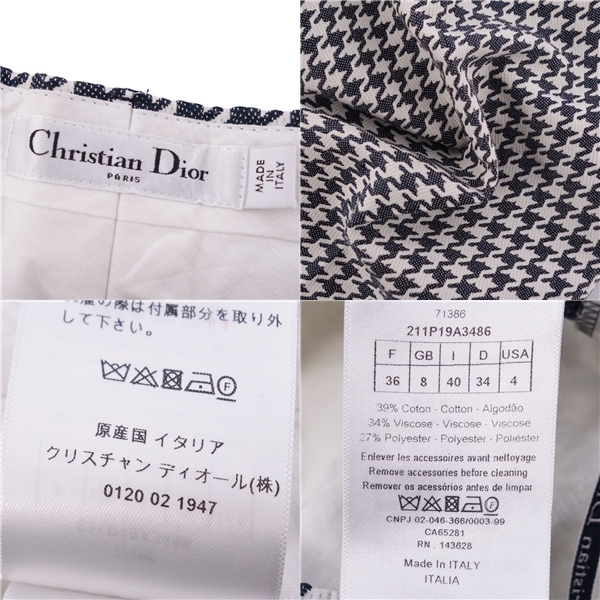 Christian Dior
PARIS
MADE
IN
ITALY
の際は付属部分を取り外
して下さい。
原産国 イタリア
クリスチャン ディオール(株)
0120 02 1947
71386
211P19A3486
F GB I D USA
36 8 40 34 4
39% Coton - Cotton - Algodão
34% Viscose - Viscose - Viscose
27% Polyester - Polyester - Poliéster
Enlever les accessoires avant nettoyage
Remove accessories before cleaning
Remover os acessórios antes de limpar
CNPJ 02-046-366/0003-99
CA65281
RN : 143628
Made In ITALY
ITALIA